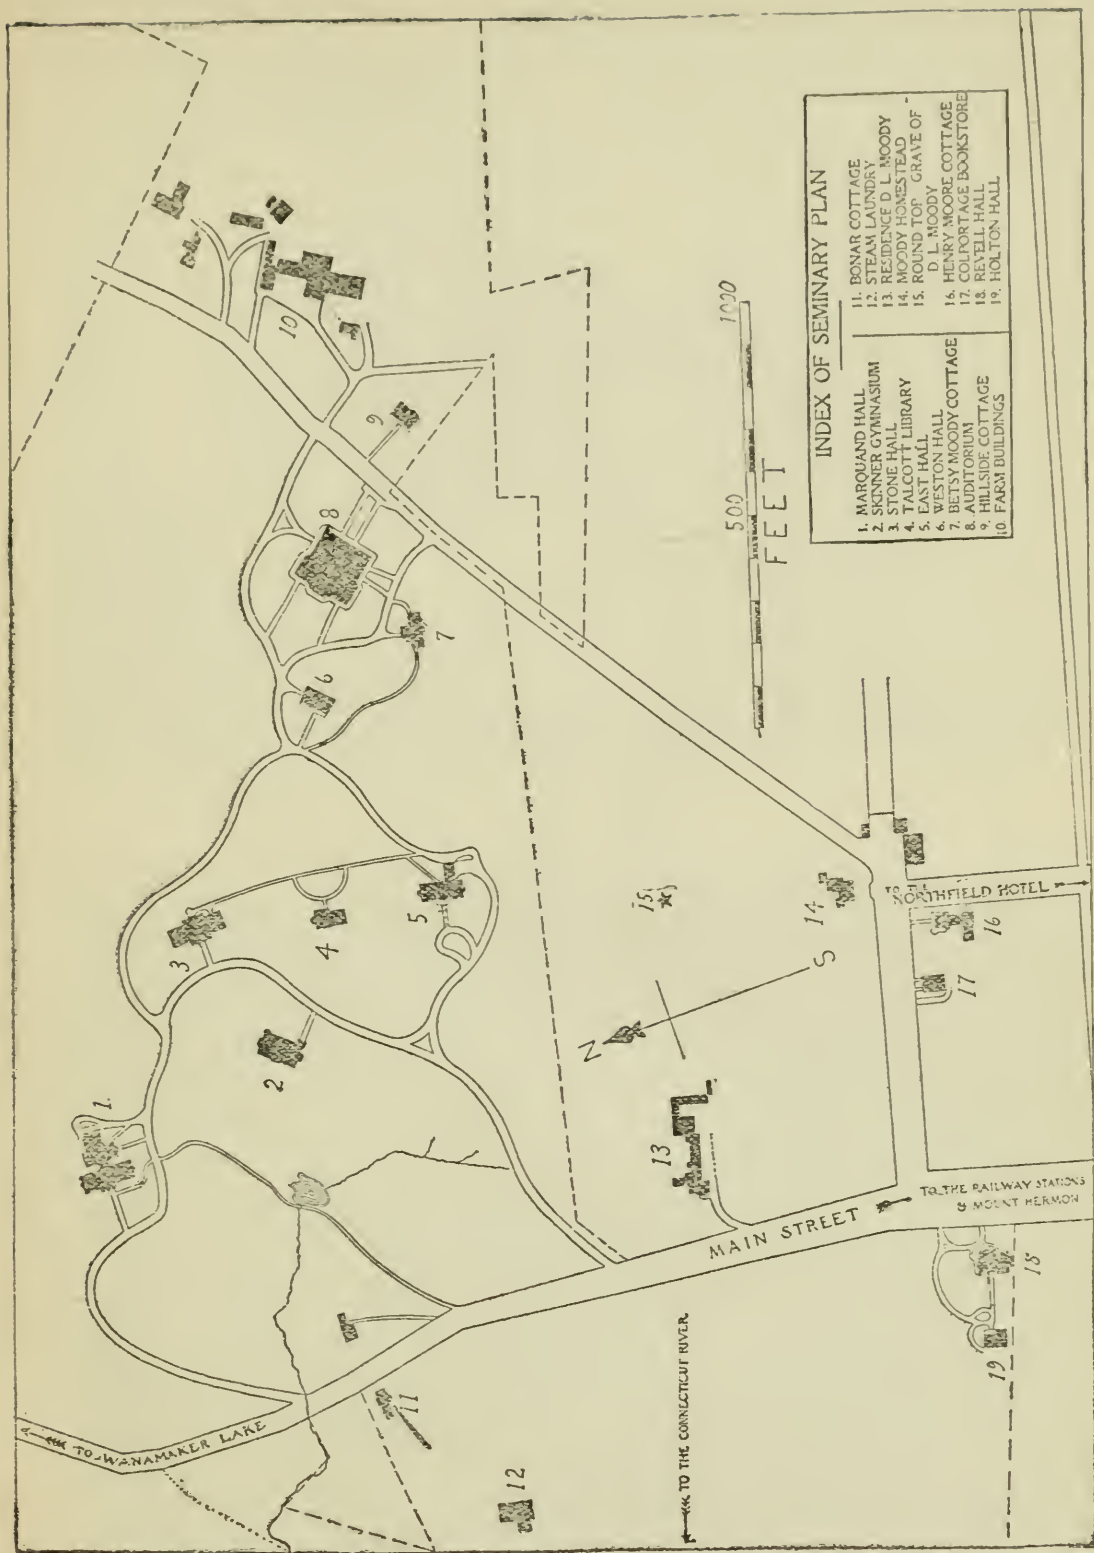 INDEX OF SEMINARY PLAN
1. MARQUAND HALL
2. SKINNER GYMNASIUM
3. STONE HALL
4. TALCOTT LIBRARY
5. EAST HALL
6. WESTON HALL
7. BETSY MOODY COTTAGE
8. AUDITORIUM
9. HILLSIDE COTTAGE
10. FARM BUILDINGS
11. BONAR COTTAGE
12. STEAM LAUNDRY
13. RESIDENCE D. L. MOODY
14. MOODY HOMESTEAD
15. ROUND TOP GRAVE OF -
D. L. MOODY
16. HENRY MOORE COTTAGE
17. COLPORTAGE BOOKSTORE
18. REVELL HALL
19. HOLTON HALL
500
1000
FEET
10
9
8
7
6
5
4
3
2
1.
15
14
N
S
13
16
17
18
19
11
12
NORTHFIELD HOTEL
MAIN STREET
TO THE RAILWAY STATIONS
& MOUNT HERMON
TO THE CONNECTICUT RIVER.
TO WANAMAKER LAKE